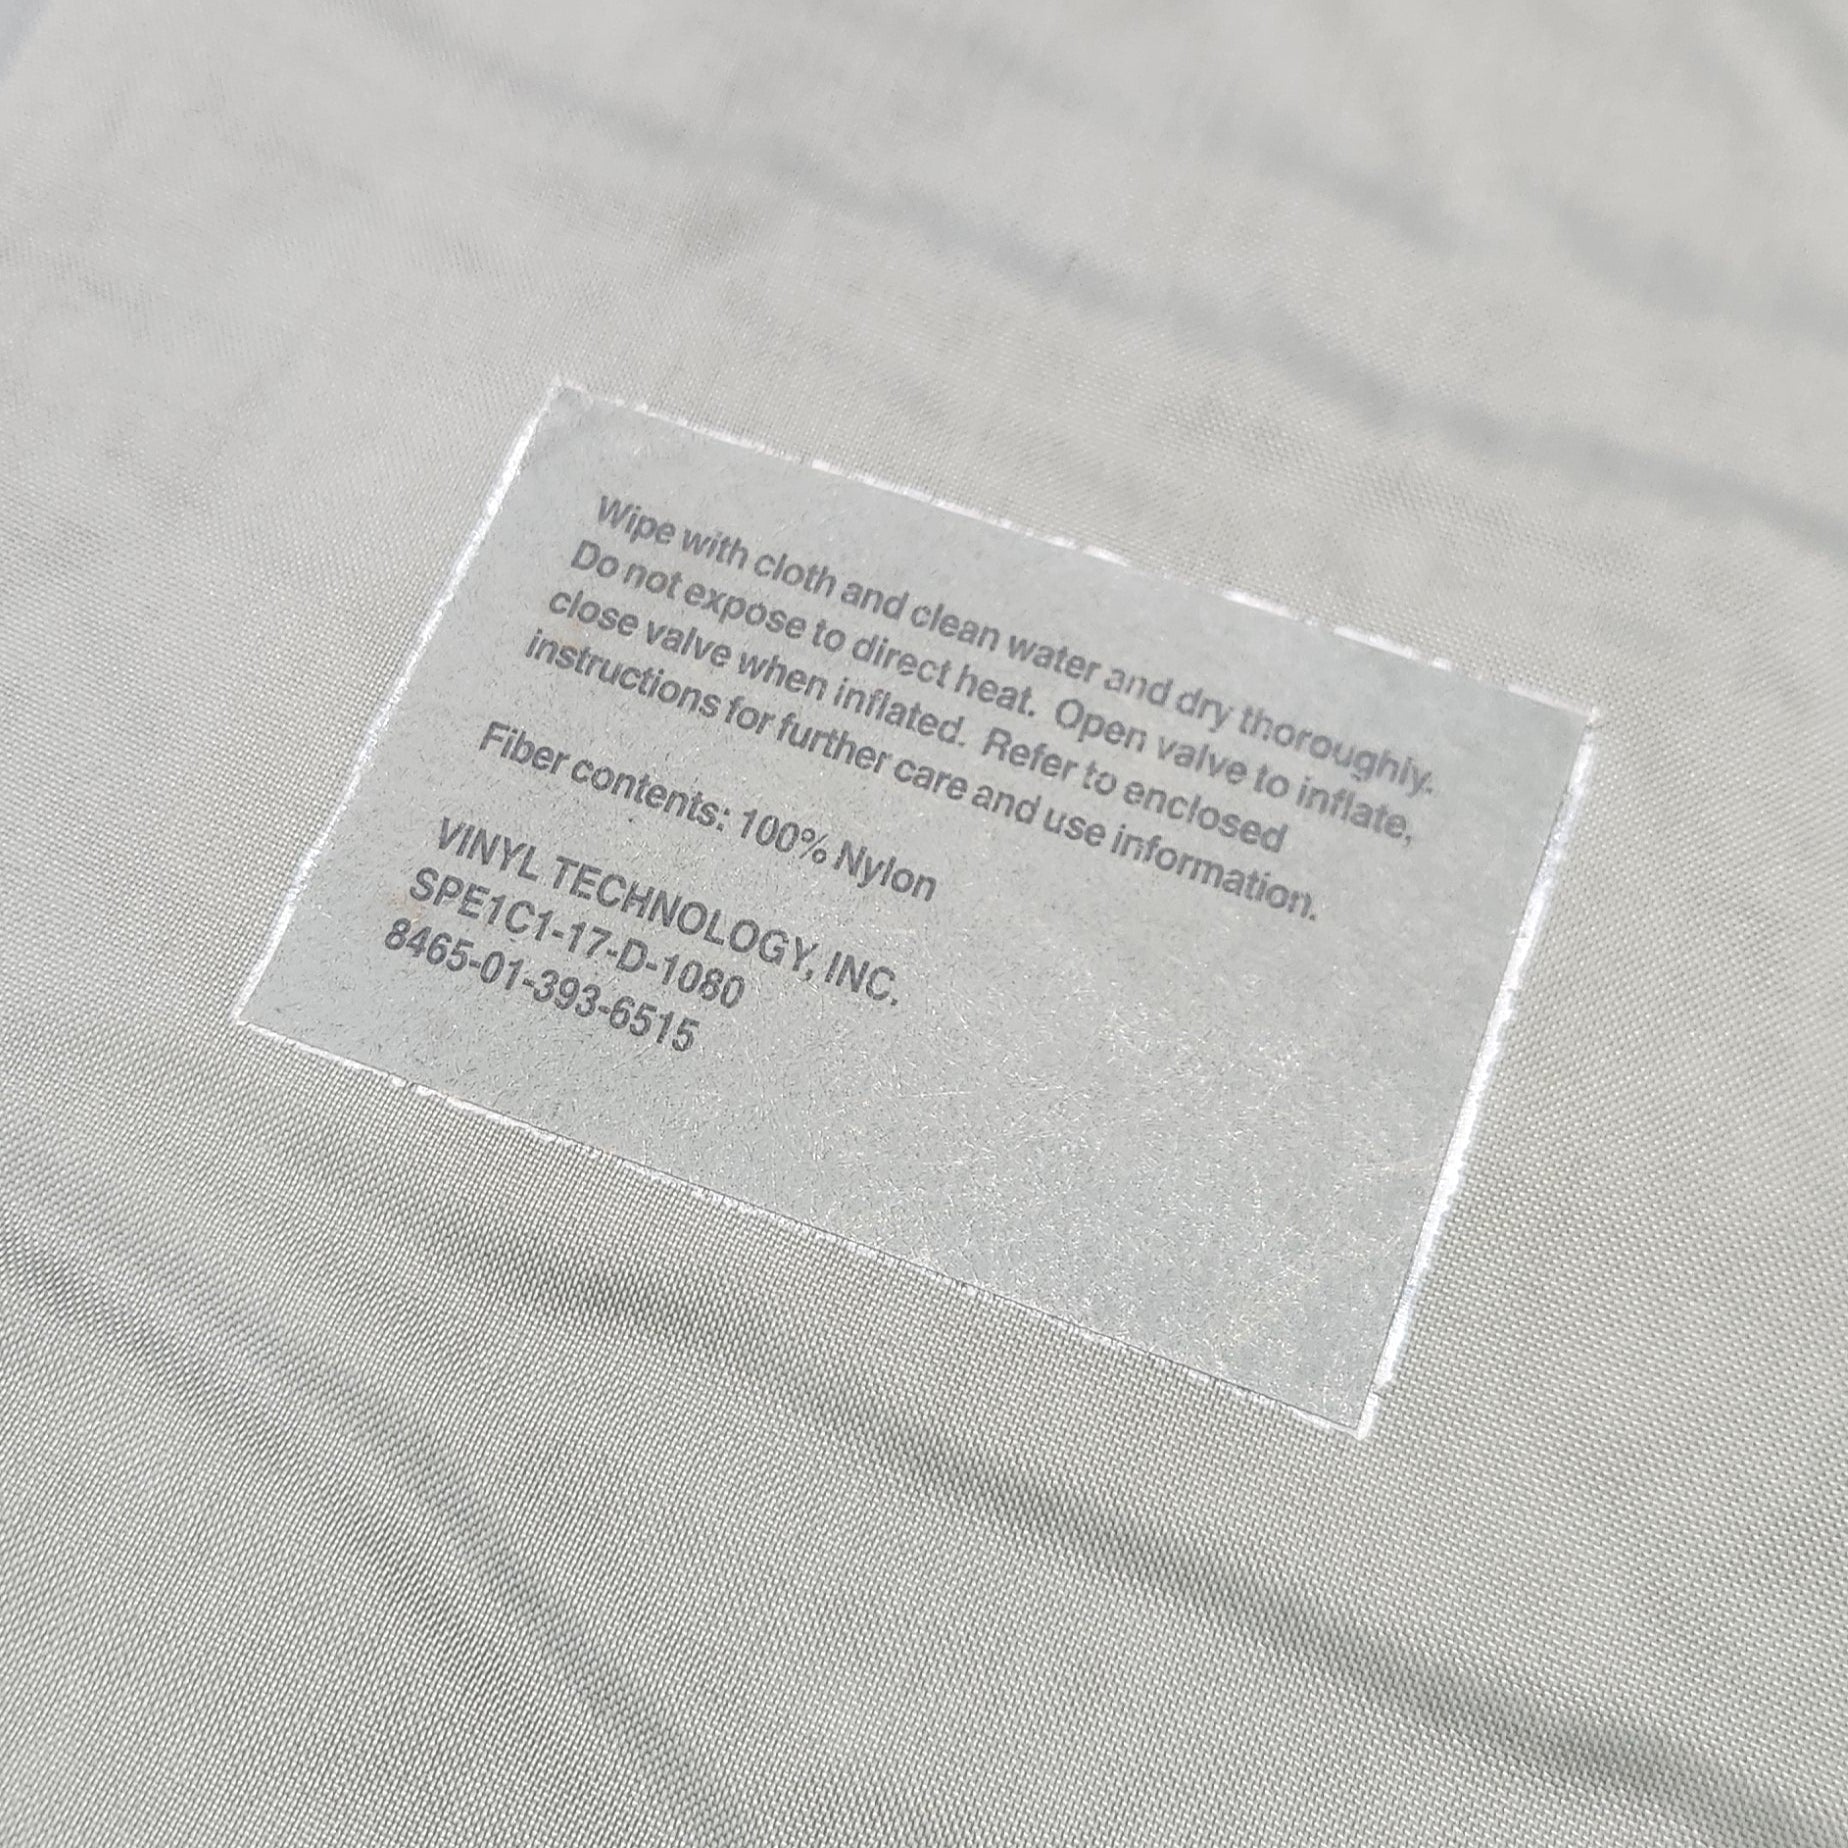 Wipe with cloth and clean water and dry thoroughly.
Do not expose to direct heat. Open valve to inflate,
close valve when inflated. Refer to enclosed
instructions for further care and use information.
Fiber contents: 100% Nylon
VINYL TECHNOLOGY, INC.
SPE1C1-17-D-1080
8465-01-393-6515